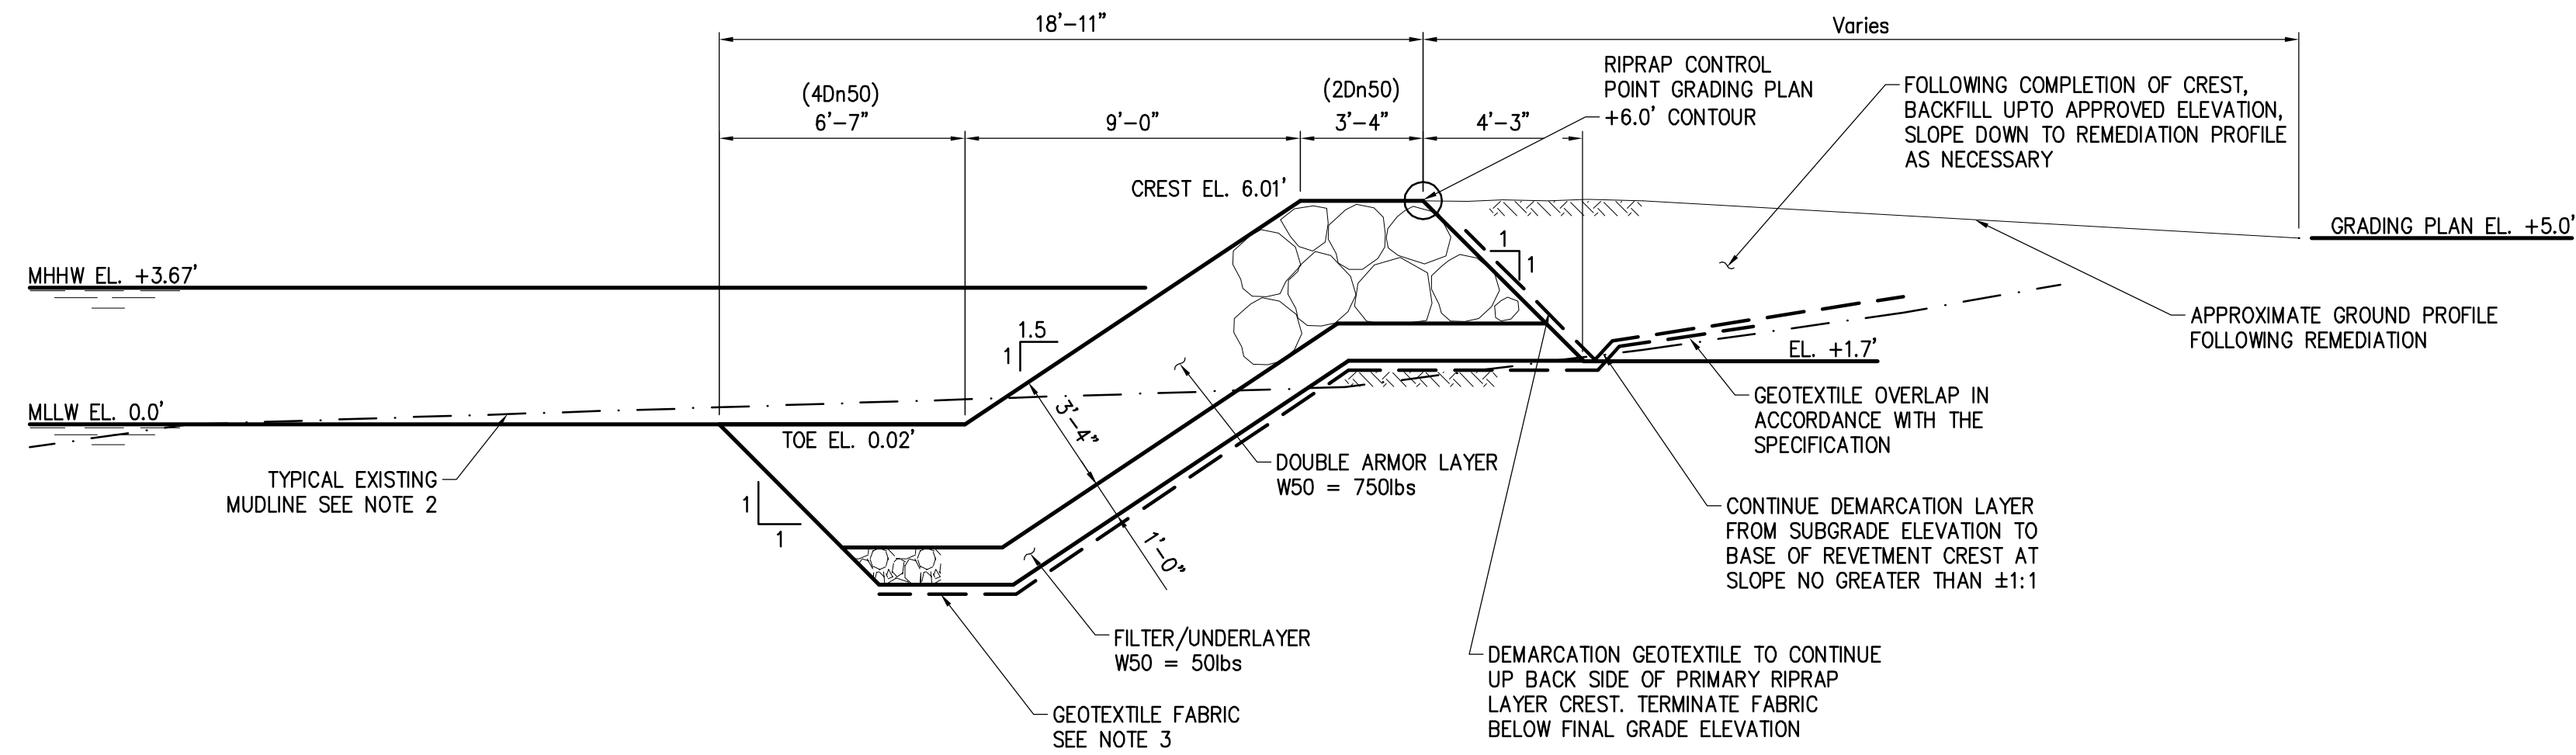 18'-11"
Varies
(4Dn50)
6'-7"
9'-0"
(2Dn50)
3'-4"
4'-3"
RIPRAP CONTROL
POINT GRADING PLAN
+6.0' CONTOUR
FOLLOWING COMPLETION OF CREST,
BACKFILL UPTO APPROVED ELEVATION,
SLOPE DOWN TO REMEDIATION PROFILE
AS NECESSARY
CREST EL. 6.01'
GRADING PLAN EL. +5.0'
1
1
MHHW EL. +3.67'
1.5
1
APPROXIMATE GROUND PROFILE
FOLLOWING REMEDIATION
EL. +1.7'
MLLW EL. 0.0'
TOE EL. 0.02'
3'-4"
GEOTEXTILE OVERLAP IN
ACCORDANCE WITH THE
SPECIFICATION
TYPICAL EXISTING
MUDLINE SEE NOTE 2
DOUBLE ARMOR LAYER
W50 = 750lbs
1
1
CONTINUE DEMARCATION LAYER
FROM SUBGRADE ELEVATION TO
BASE OF REVETMENT CREST AT
SLOPE NO GREATER THAN ±1:1
1'-0"
FILTER/UNDERLAYER
W50 = 50lbs
DEMARCATION GEOTEXTILE TO CONTINUE
UP BACK SIDE OF PRIMARY RIPRAP
LAYER CREST. TERMINATE FABRIC
BELOW FINAL GRADE ELEVATION
GEOTEXTILE FABRIC
SEE NOTE 3